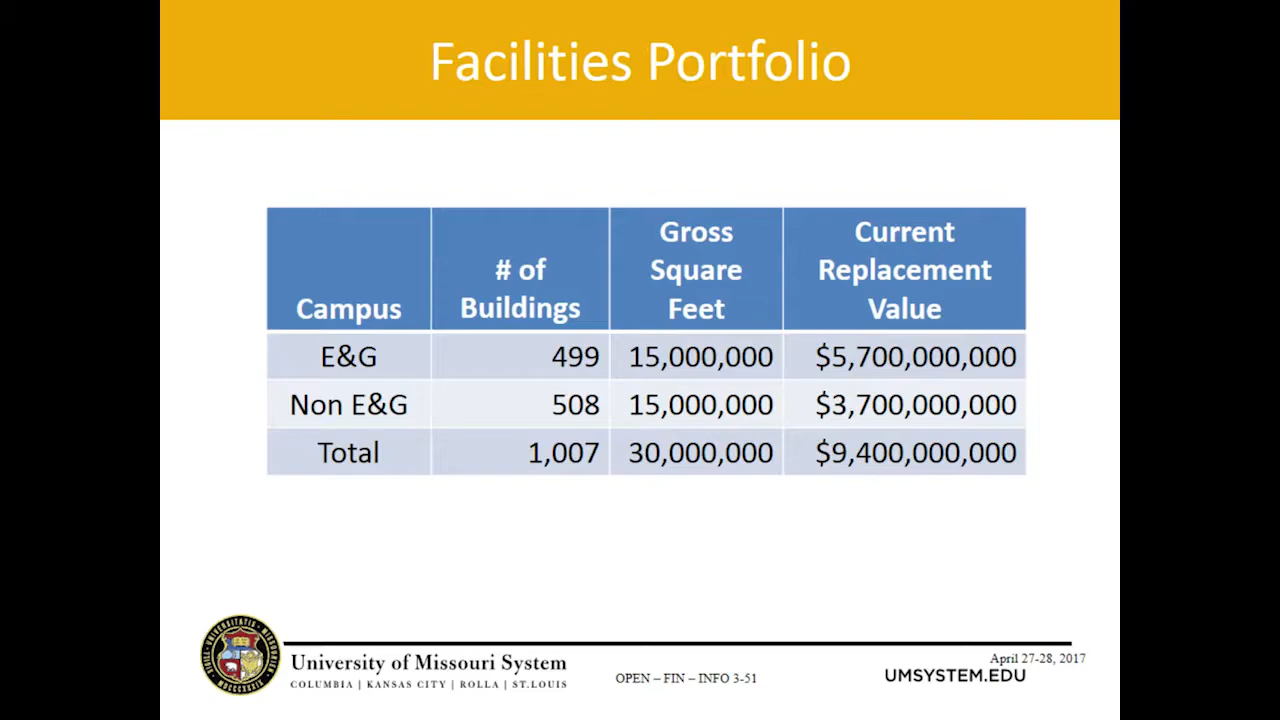 Facilities Portfolio
Campus # of Buildings Gross Square Feet Current Replacement Value
E&G 499 15,000,000 $5,700,000,000
Non E&G 508 15,000,000 $3,700,000,000
Total 1,007 30,000,000 $9,400,000,000
University of Missouri System
COLUMBIA | KANSAS CITY | ROLLA | ST.LOUIS
OPEN – FIN – INFO 3-51
April 27-28, 2017
UMSYSTEM.EDU